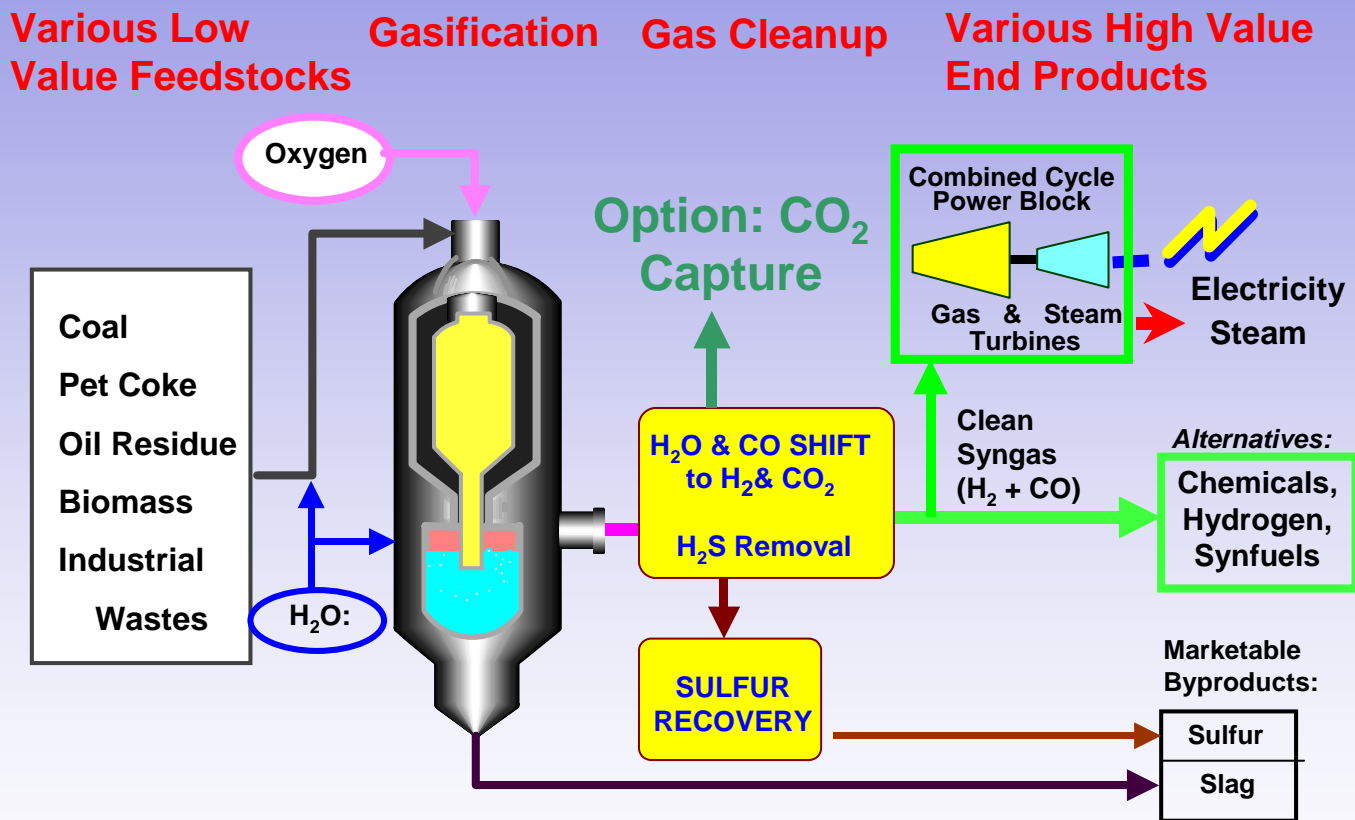 Various Low
Value Feedstocks
Gasification
Gas Cleanup
Various High Value
End Products
Oxygen
Coal
Pet Coke
Oil Residue
Biomass
Industrial
Wastes
H₂O:
Option: CO₂
Capture
H₂O & CO SHIFT
to H₂& CO₂
H₂S Removal
SULFUR
RECOVERY
Combined Cycle
Power Block
Gas & Steam
Turbines
Electricity
Steam
Clean
Syngas
(H₂ + CO)
Alternatives:
Chemicals,
Hydrogen,
Synfuels
Marketable
Byproducts:
Sulfur
Slag